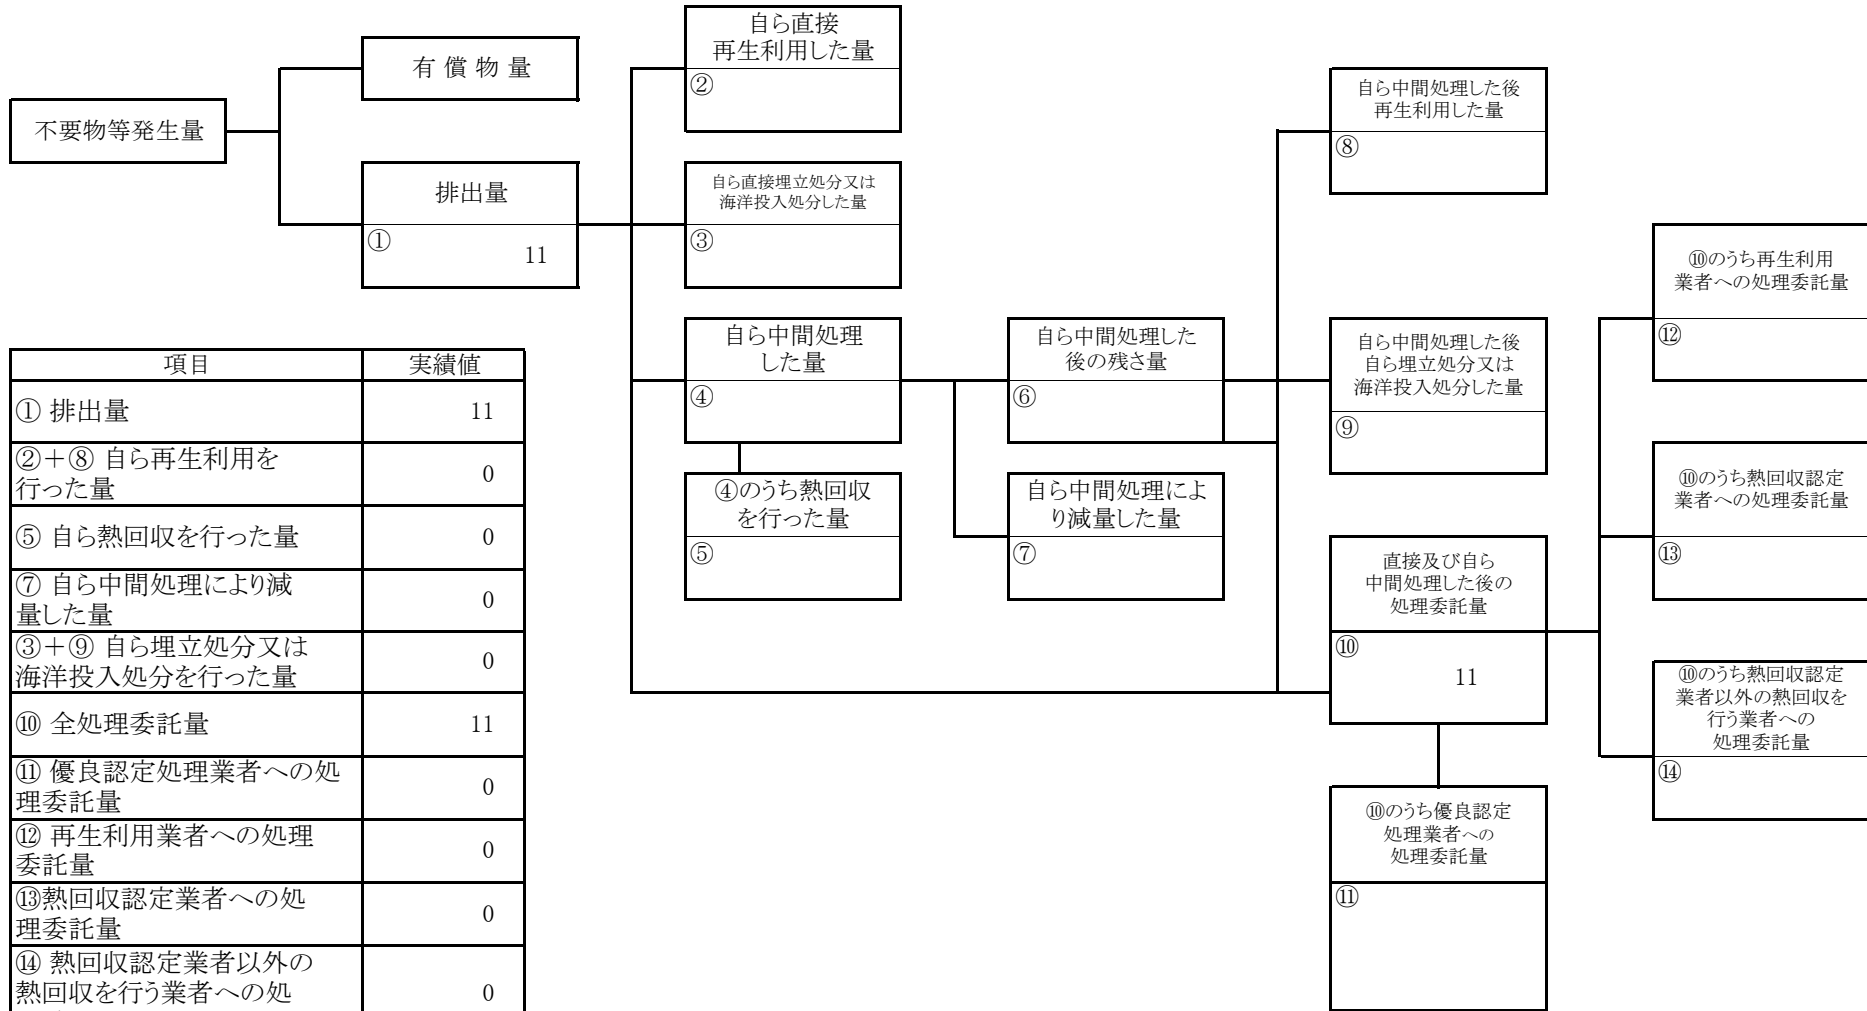 不要物等発生量
有 償 物 量
排出量
①
11
自ら直接
再生利用した量
②
自ら直接埋立処分又は
海洋投入処分した量
③
自ら中間処理
した量
④
④のうち熱回収
を行った量
⑤
自ら中間処理した
後の残さ量
⑥
自ら中間処理によ
り減量した量
⑦
自ら中間処理した後
再生利用した量
⑧
自ら中間処理した後
自ら埋立処分又は
海洋投入処分した量
⑨
直接及び自ら
中間処理した後の
処理委託量
⑩
11
⑩のうち優良認定
処理業者への
処理委託量
⑪
⑩のうち再生利用
業者への処理委託量
⑫
⑩のうち熱回収認定
業者への処理委託量
⑬
⑩のうち熱回収認定
業者以外の熱回収を
行う業者への
処理委託量
⑭
項目 実績値
① 排出量 11
②＋⑧ 自ら再生利用を
行った量 0
⑤ 自ら熱回収を行った量 0
⑦ 自ら中間処理により減
量した量 0
③＋⑨ 自ら埋立処分又は
海洋投入処分を行った量 0
⑩ 全処理委託量 11
⑪ 優良認定処理業者への処
理委託量 0
⑫ 再生利用業者への処理
委託量 0
⑬熱回収認定業者への処
理委託量 0
⑭ 熱回収認定業者以外の
熱回収を行う業者への処 0